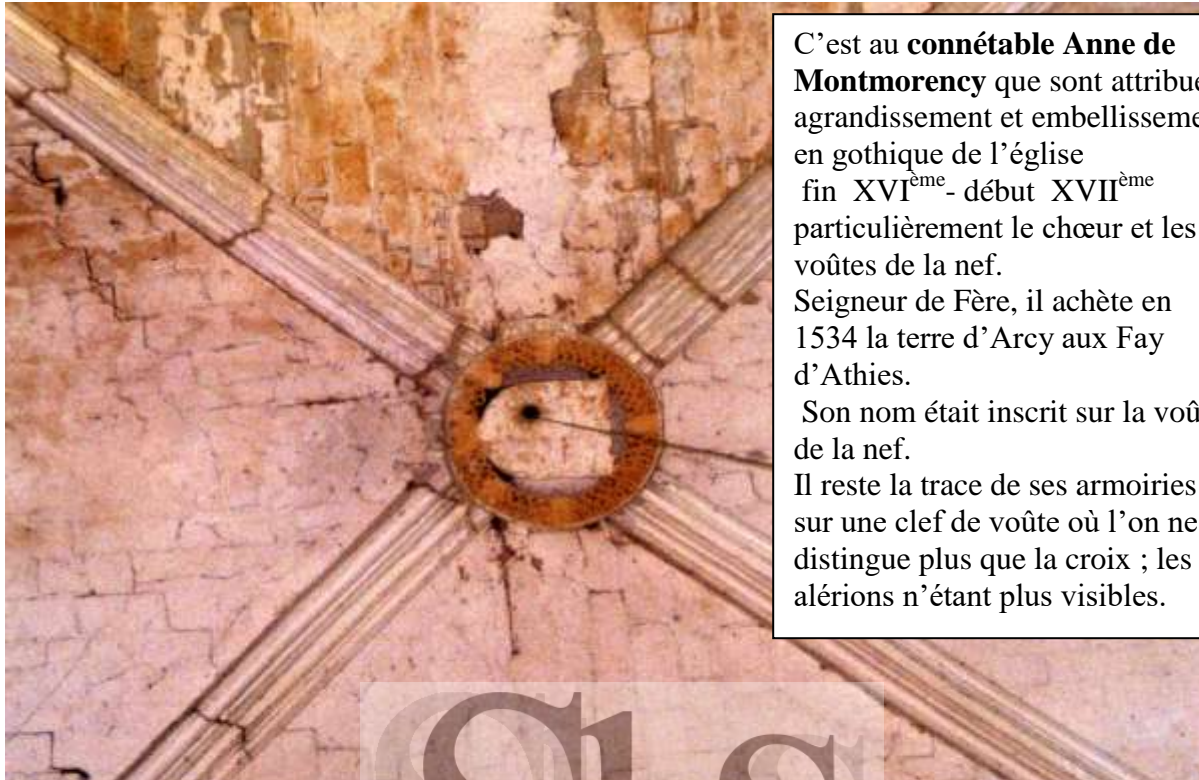 C’est au connétable Anne de
Montmorency que sont
agrandissement et
en gothique de l’église
fin XVIème - début XVIIème
particulièrement le chœur et les
voûtes de la nef.
Seigneur de Fère, il achète en
1534 la terre d’Arcy aux Fay
d’Athies.
Son nom était inscrit sur la
de la nef.
Il reste la trace de ses armoiries
sur une clef de voûte où l’on ne
distingue plus que la croix ; les
alérions n’étant plus visibles.